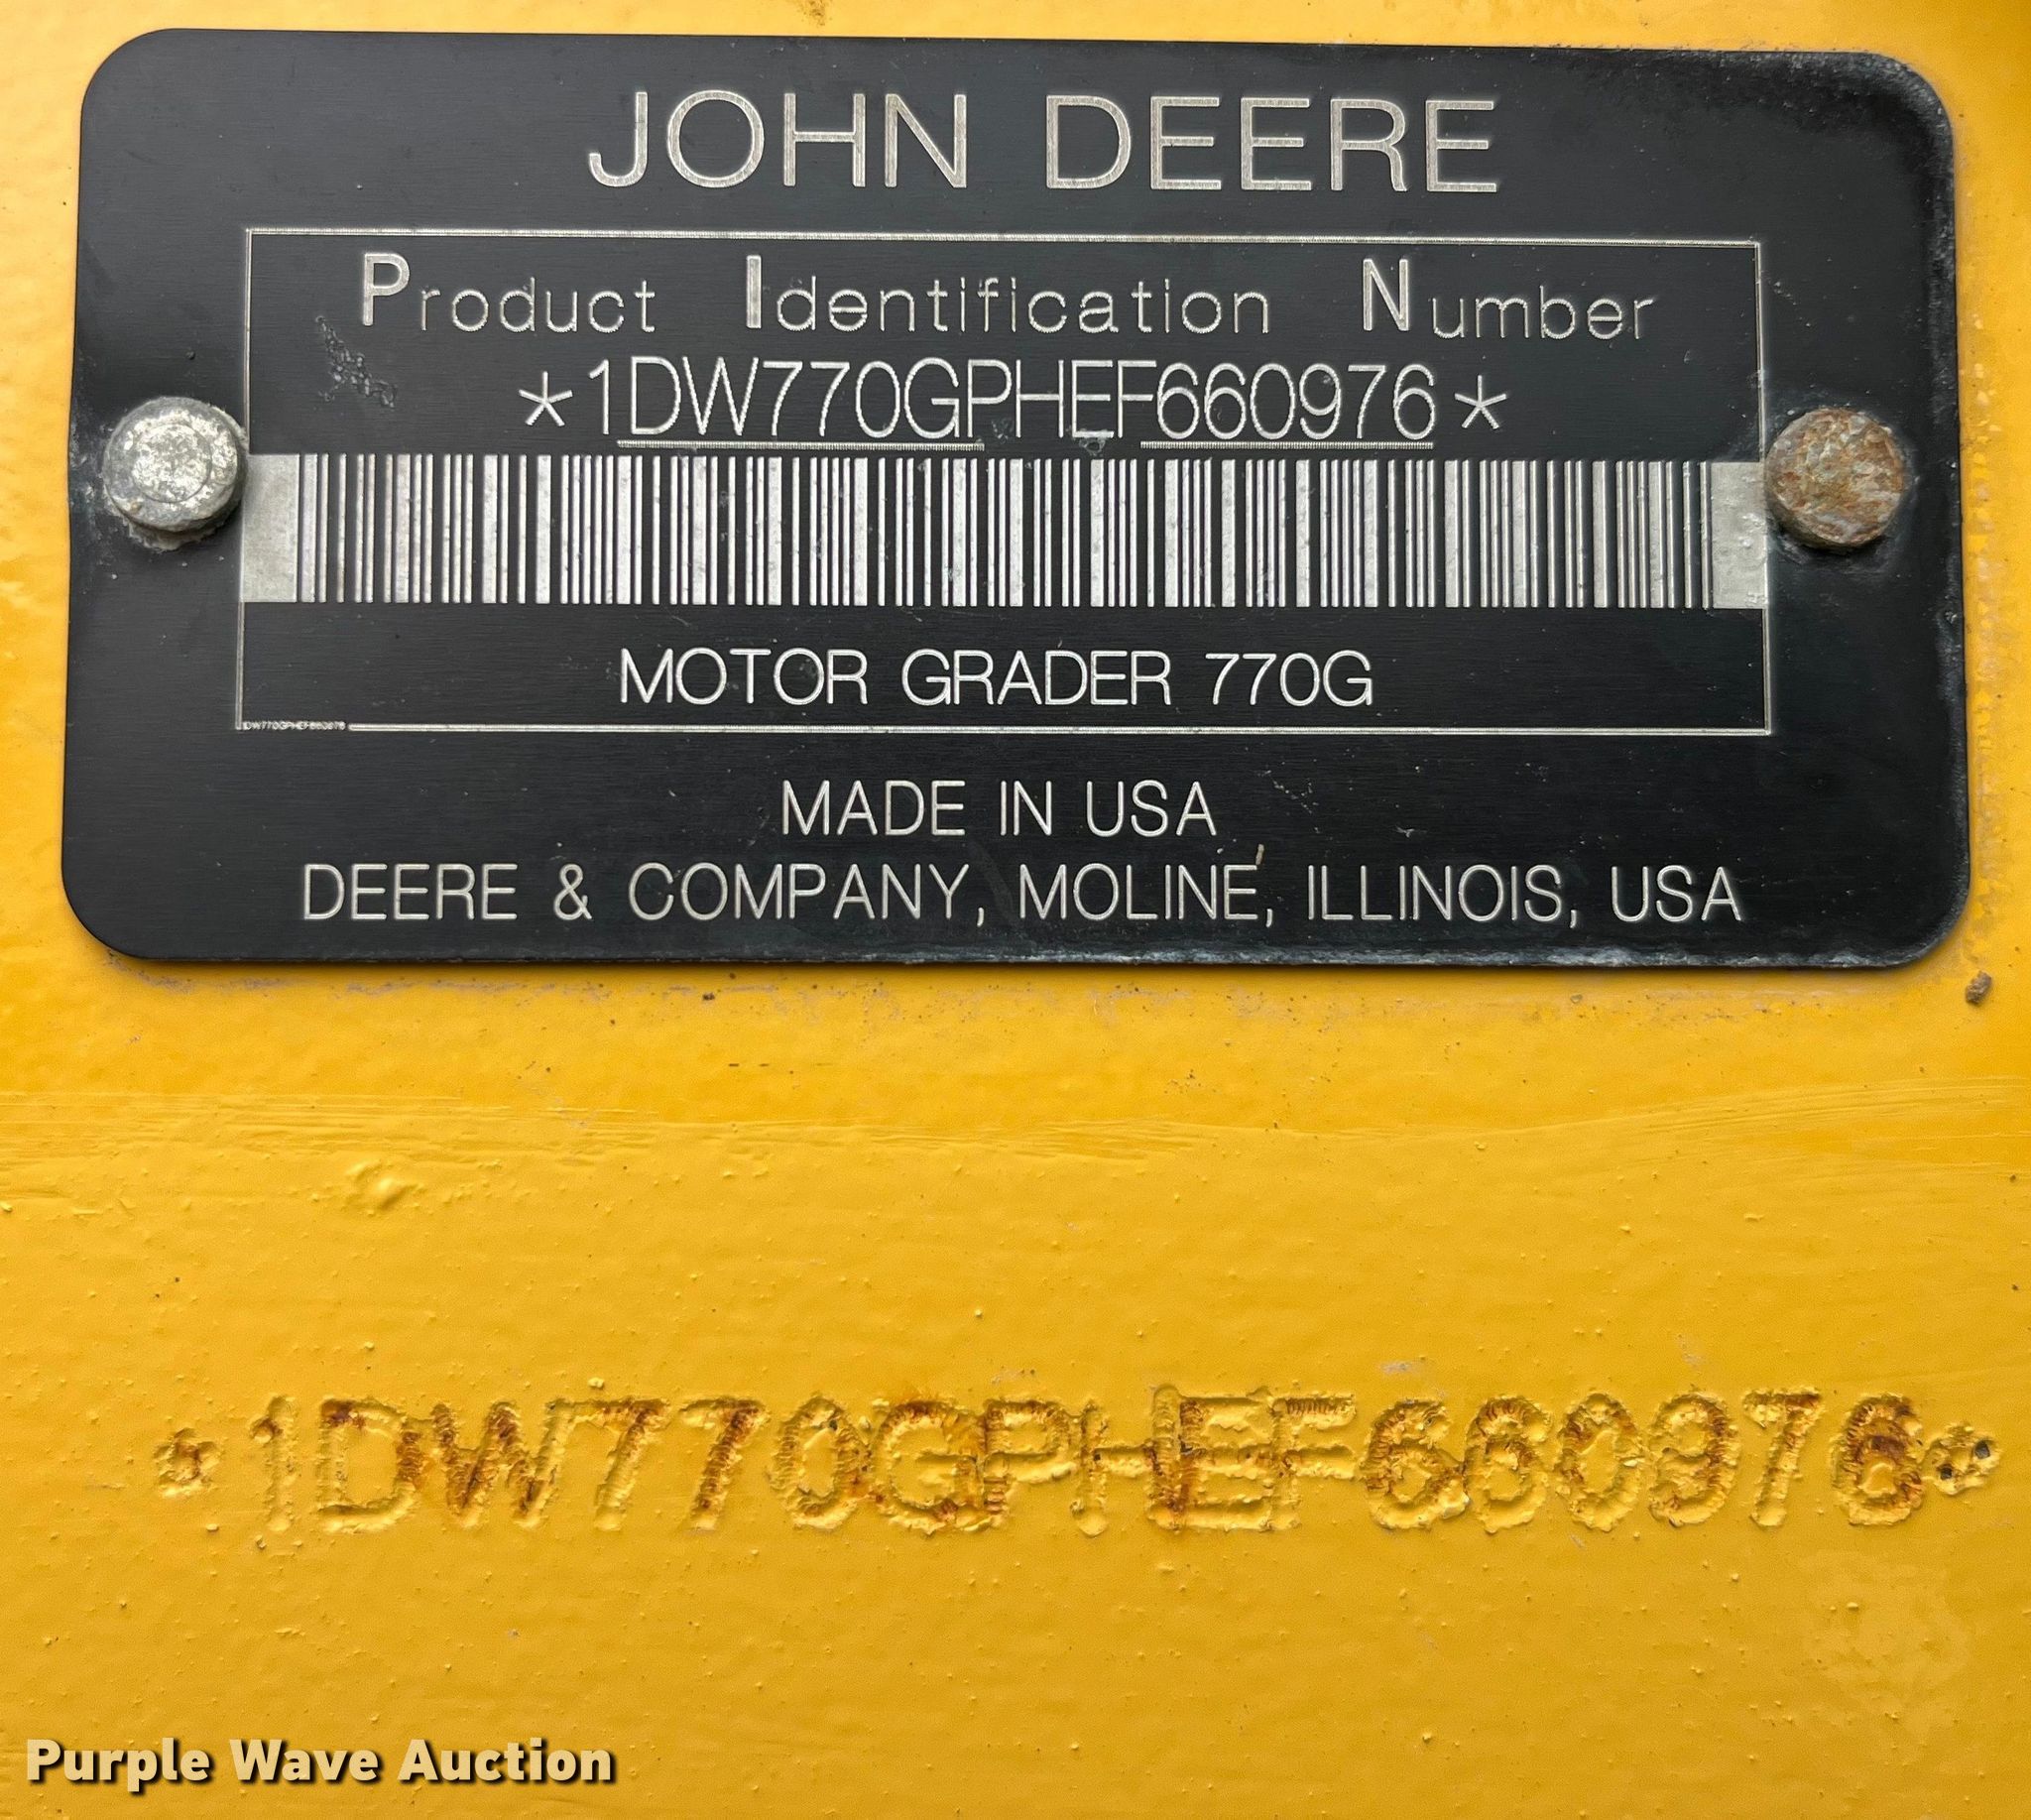 JOHN DEERE
Product Identification Number
*1DW770GPHEF660976*
MOTOR GRADER 770G
1DW770GPHEF660976
MADE IN USA
DEERE & COMPANY, MOLINE, ILLINOIS, USA
*1DW770GPHEF660976*
Purple Wave Auction